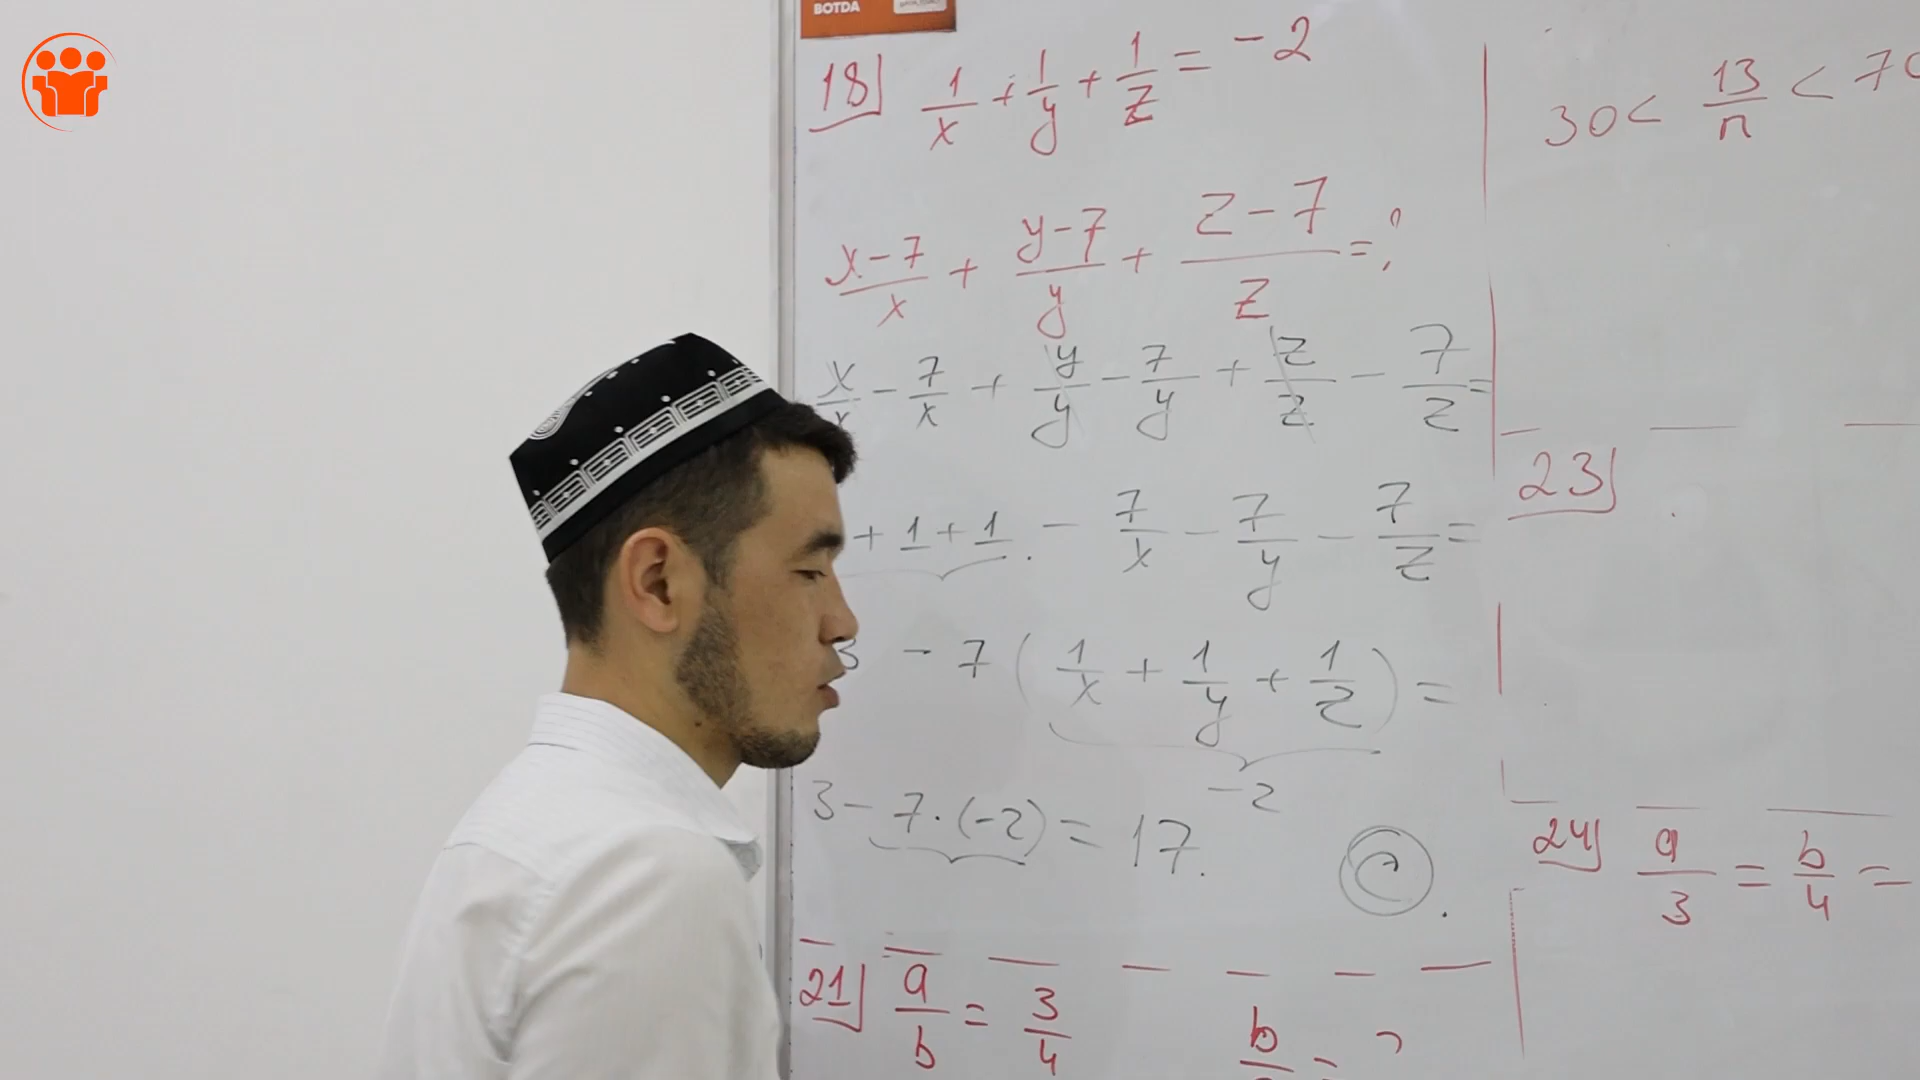 BOTDA
18) 1/x + 1/y + 1/z = -2
(x-7)/x + (y-7)/y + (z-7)/z = ?
x/x - 7/x + y/y - 7/y + z/z - 7/z =
+ 1 + 1 - 7/x - 7/y - 7/z =
3 - 7(1/x + 1/y + 1/z) =
-2
3 - 7·(-2) = 17.
21) a/b = 3/4
30 < 13/n <
23)
24) a/3 = b/4 =